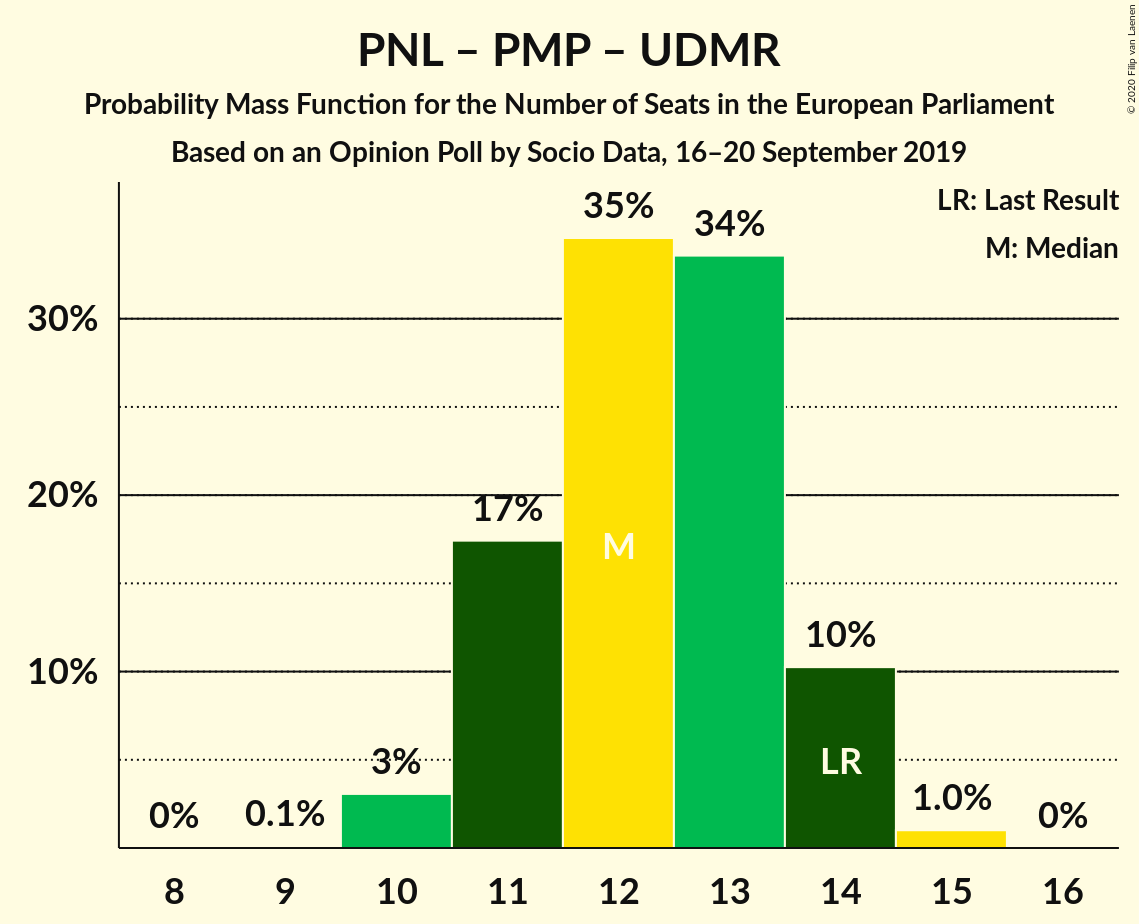 PNL – PMP – UDMR
Probability Mass Function for the Number of Seats in the European Parliament
Based on an Opinion Poll by Socio Data, 16–20 September 2019
© 2020 Filip van Laenen
LR: Last Result
M: Median
35%
34%
30%
20%
17%
M
10%
10%
LR
3%
1.0%
0%
0.1%
0%
8 9 10 11 12 13 14 15 16